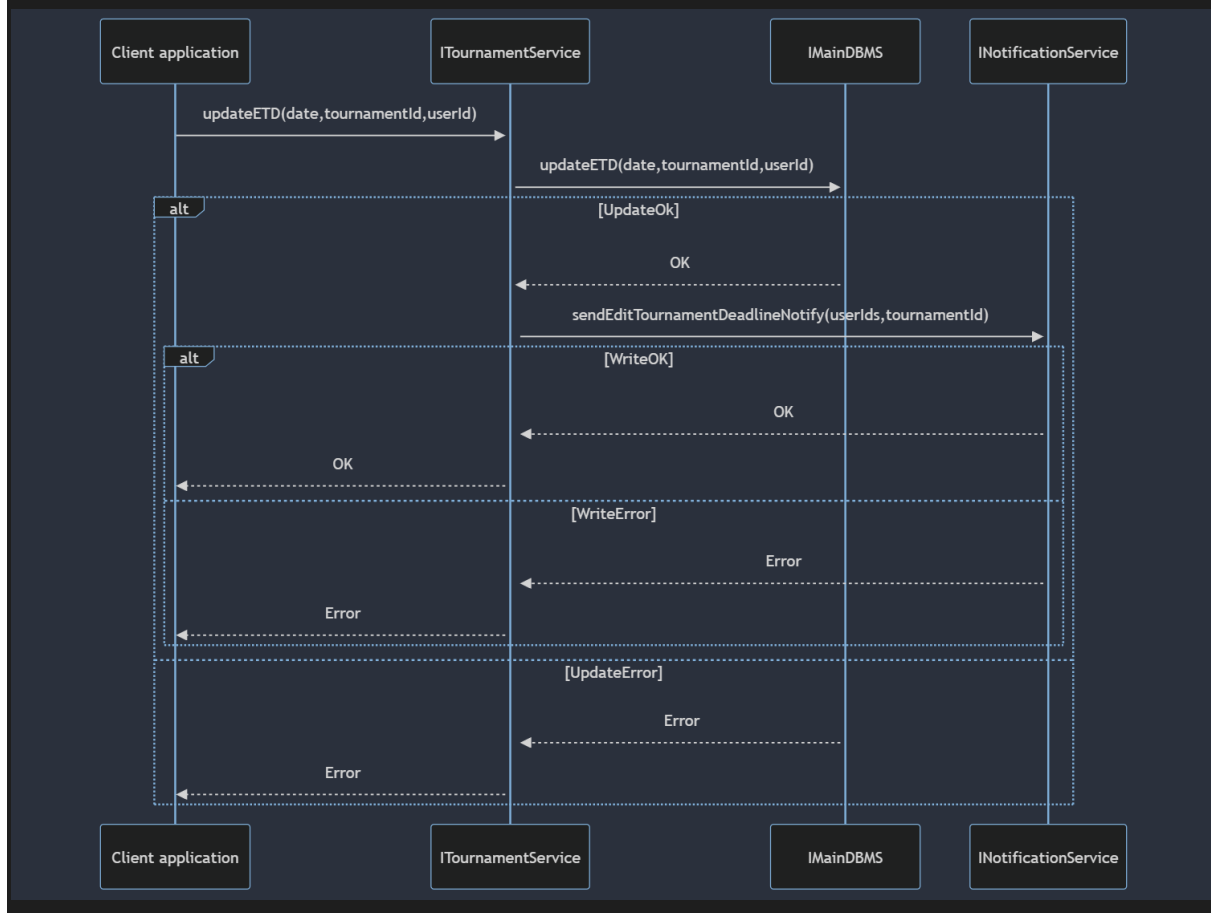 Client application
ITournamentService
IMainDBMS
INotificationService
updateETD(date,tournamentId,userId)
updateETD(date,tournamentId,userId)
alt
[UpdateOk]
OK
sendEditTournamentDeadlineNotify(userIds,tournamentId)
alt
[WriteOK]
OK
OK
[WriteError]
Error
Error
[UpdateError]
Error
Error
Client application
ITournamentService
IMainDBMS
INotificationService